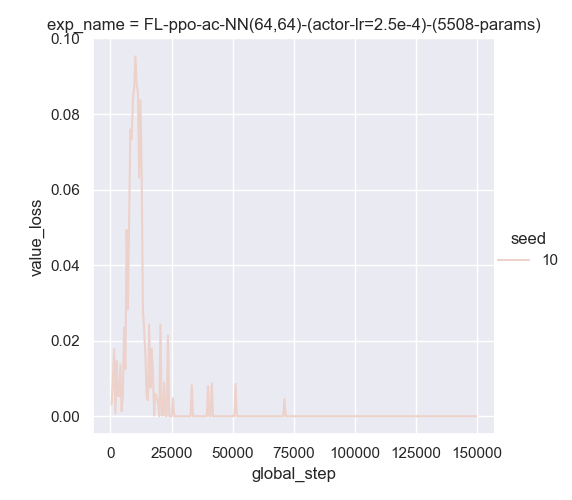 exp_name = FL-ppo-ac-NN(64,64)-(actor-lr=2.5e-4)-(5508-params)
0.10
0.08
0.06
0.04
0.02
0.00
value_loss
0 25000 50000 75000 100000 125000 150000
global_step
seed
10